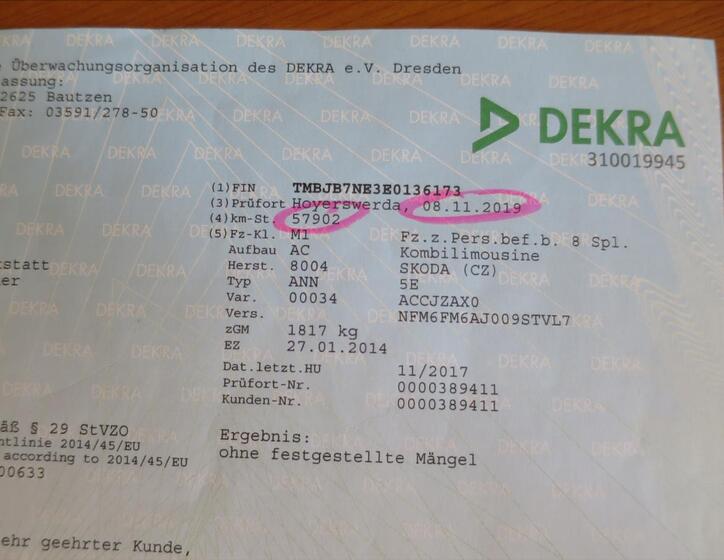 Überwachungsorganisation des DEKRA e.V. Dresden
assung:
2625 Bautzen
Fax: 03591/278-50
DEKRA
310019945
(1) FIN TMBJB7NE3E0136173
(3) Prüfort Hoyerswerda, 08.11.2019
(4) km-St. 57902
(5) Fz-Kl. M1 Fz.z.Pers.bef.b. 8 Spl.
Aufbau AC Kombilimousine
Herst. 8004 SKODA (CZ)
Typ ANN 5E
Var. 00034 ACCJZAX0
Vers. NFM6FM6AJ009STVL7
zGM 1817 kg
EZ 27.01.2014
Dat.letzt.HU 11/2017
Prüfort-Nr. 0000389411
Kunden-Nr. 0000389411
tstatt
er
äß § 29 StVZO
htlinie 2014/45/EU
according to 2014/45/EU
00633
Ergebnis:
ohne festgestellte Mängel
ehr geehrter Kunde,